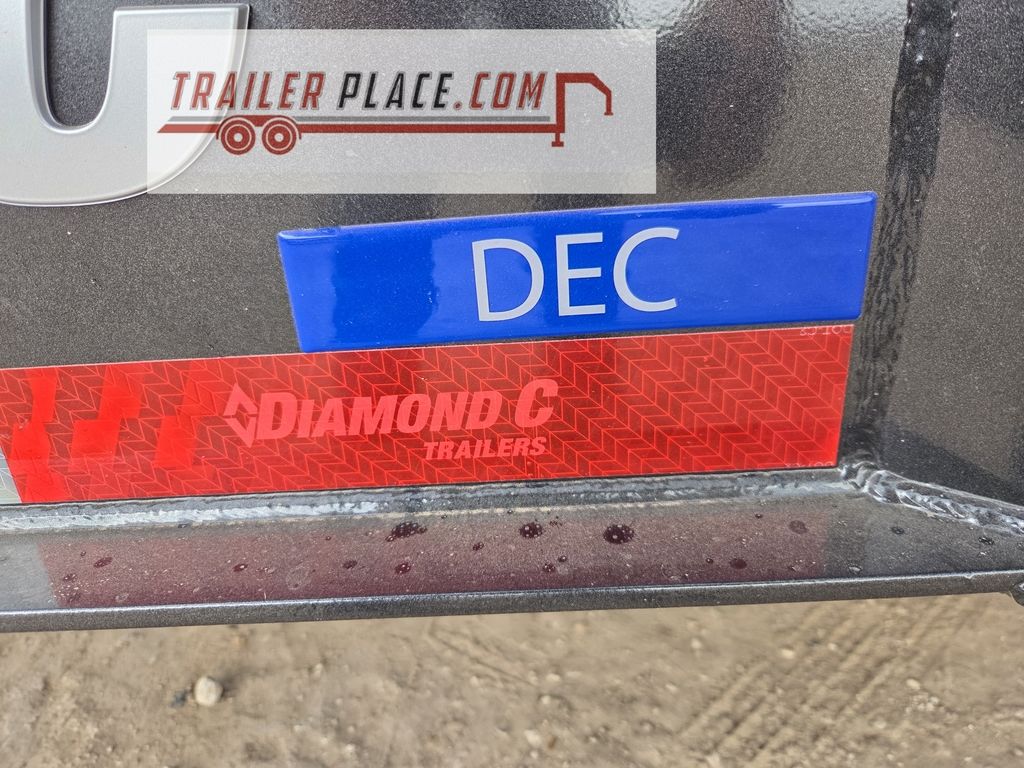 C
TRAILER PLACE.COM
DEC
DIAMOND C
TRAILERS